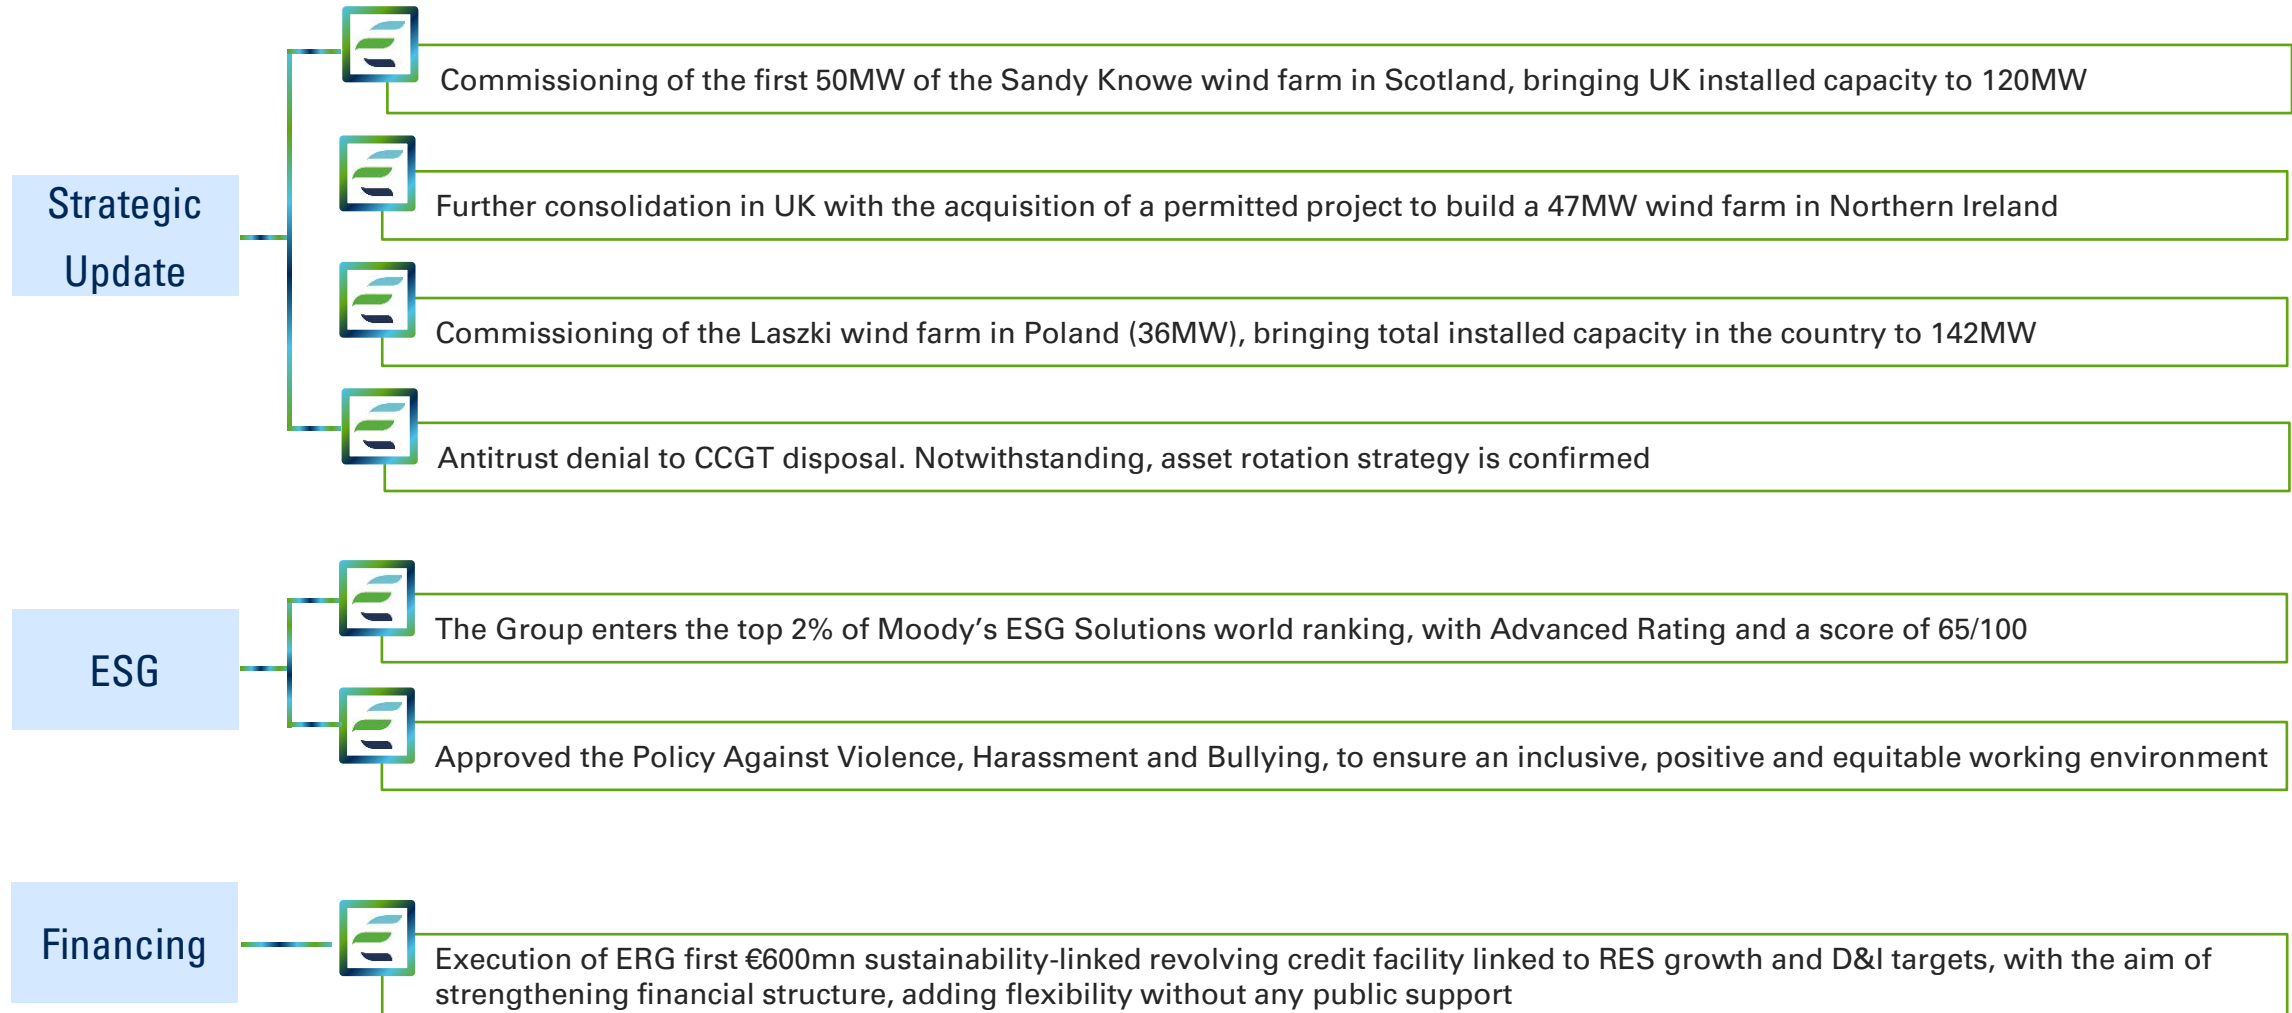 Strategic
Update
Commissioning of the first 50MW of the Sandy Knowe wind farm in Scotland, bringing UK installed capacity to 120MW
Further consolidation in UK with the acquisition of a permitted project to build a 47MW wind farm in Northern Ireland
Commissioning of the Laszki wind farm in Poland (36MW), bringing total installed capacity in the country to 142MW
Antitrust denial to CCGT disposal. Notwithstanding, asset rotation strategy is confirmed
ESG
The Group enters the top 2% of Moody’s ESG Solutions world ranking, with Advanced Rating and a score of 65/100
Approved the Policy Against Violence, Harassment and Bullying, to ensure an inclusive, positive and equitable working environment
Financing
Execution of ERG first €600mn sustainability-linked revolving credit facility linked to RES growth and D&I targets, with the aim of
strengthening financial structure, adding flexibility without any public support